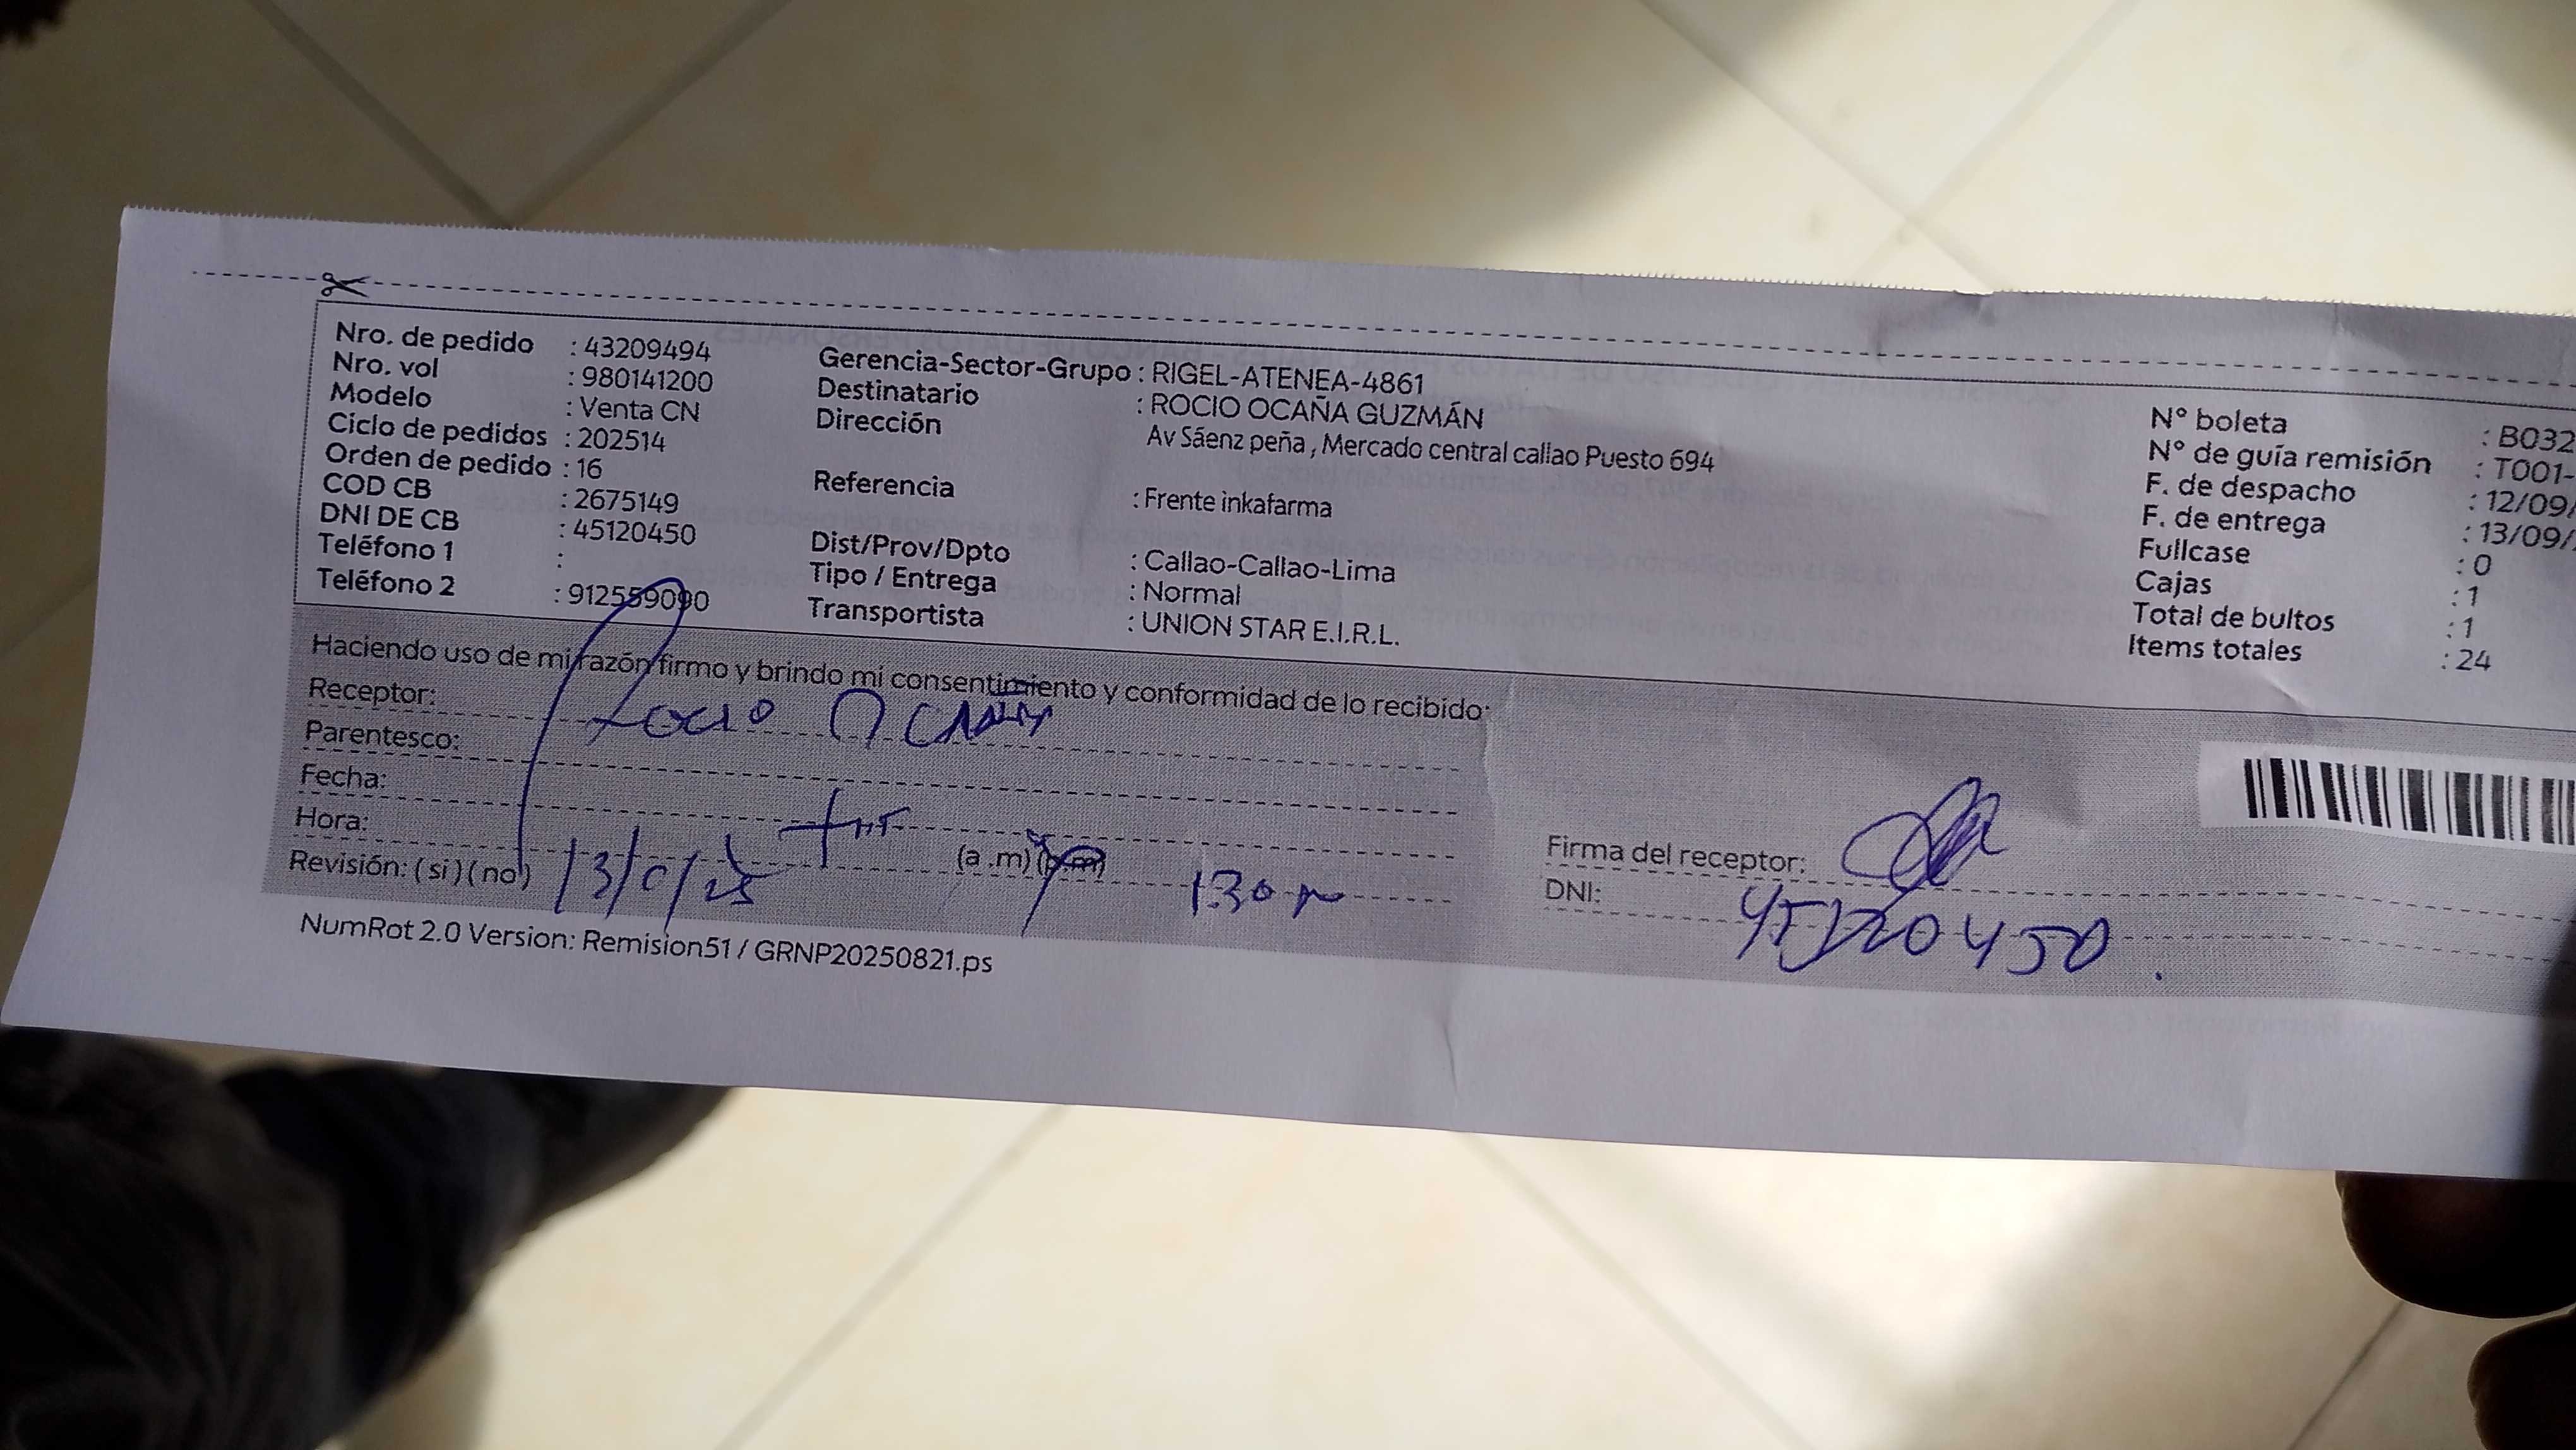 Nro. de pedido : 43209494
Nro. vol : 980141200
Modelo : Venta CN
Ciclo de pedidos : 202514
Orden de pedido : 16
COD CB : 2675149
DNI DE CB : 45120450
Teléfono 1 :
Teléfono 2 : 912559090
Gerencia-Sector-Grupo : RIGEL-ATENEA-4861
Destinatario : ROCIO OCAÑA GUZMÁN
Dirección Av Sáenz peña , Mercado central callao Puesto 694
Referencia : Frente inkafarma
Dist/Prov/Dpto : Callao-Callao-Lima
Tipo / Entrega : Normal
Transportista : UNION STAR E.I.R.L.
N° boleta : B032
N° de guía remisión : T001-
F. de despacho : 12/09/
F. de entrega : 13/09/
Fullcase : 0
Cajas : 1
Total de bultos : 1
Items totales : 24
Haciendo uso de mi razón firmo y brindo mi consentimiento y conformidad de lo recibido:
Receptor: Rocio Ocaña
Parentesco:
Fecha:
Hora: (a .m) (p.m)
Revisión: ( si ) ( no ) 1:30 p
Firma del receptor:
DNI: 45120450
NumRot 2.0 Version: Remision51 / GRNP20250821.ps